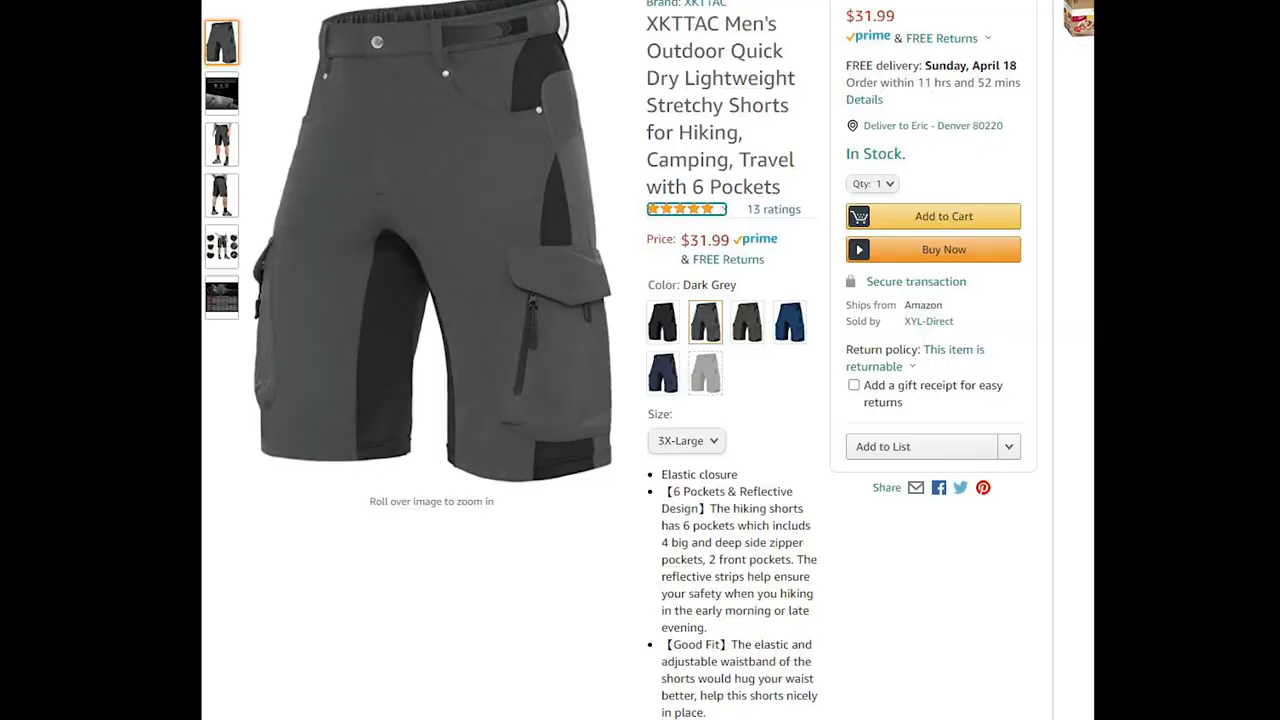 Brand: XKTTAC
XKTTAC Men's
Outdoor Quick
Dry Lightweight
Stretchy Shorts
for Hiking,
Camping, Travel
with 6 Pockets
13 ratings
Price: $31.99 prime
& FREE Returns
Color: Dark Grey
Size:
3X-Large
Elastic closure
【6 Pockets & Reflective
Design】The hiking shorts
has 6 pockets which includs
4 big and deep side zipper
pockets, 2 front pockets. The
reflective strips help ensure
your safety when you hiking
in the early morning or late
evening.
【Good Fit】The elastic and
adjustable waistband of the
shorts would hug your waist
better, help this shorts nicely
in place.
Roll over image to zoom in
$31.99
prime & FREE Returns
FREE delivery: Sunday, April 18
Order within 11 hrs and 52 mins
Details
Deliver to Eric - Denver 80220
In Stock.
Qty: 1
Add to Cart
Buy Now
Secure transaction
Ships from Amazon
Sold by XYL-Direct
Return policy: This item is
returnable
Add a gift receipt for easy
returns
Add to List
Share